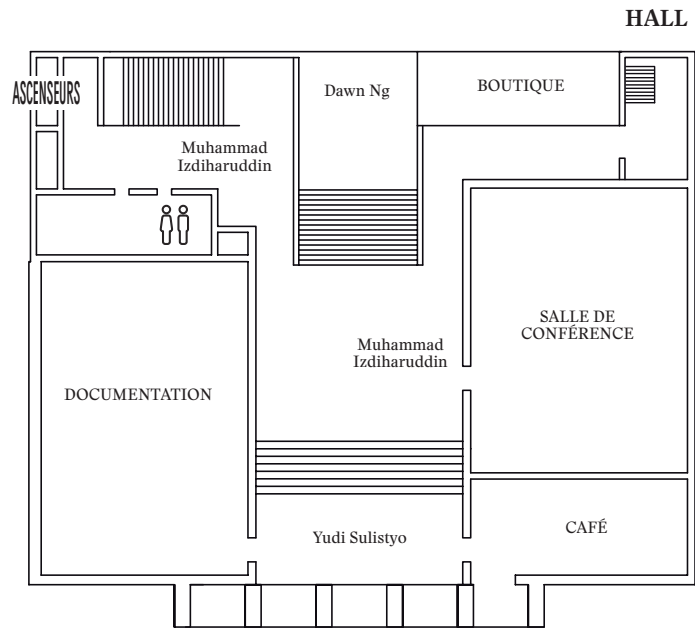 HALL
ASCENSEURS
Dawn Ng
BOUTIQUE
Muhammad
Izdiharuddin
SALLE DE
CONFÉRENCE
Muhammad
Izdiharuddin
DOCUMENTATION
Yudi Sulistyo
CAFÉ